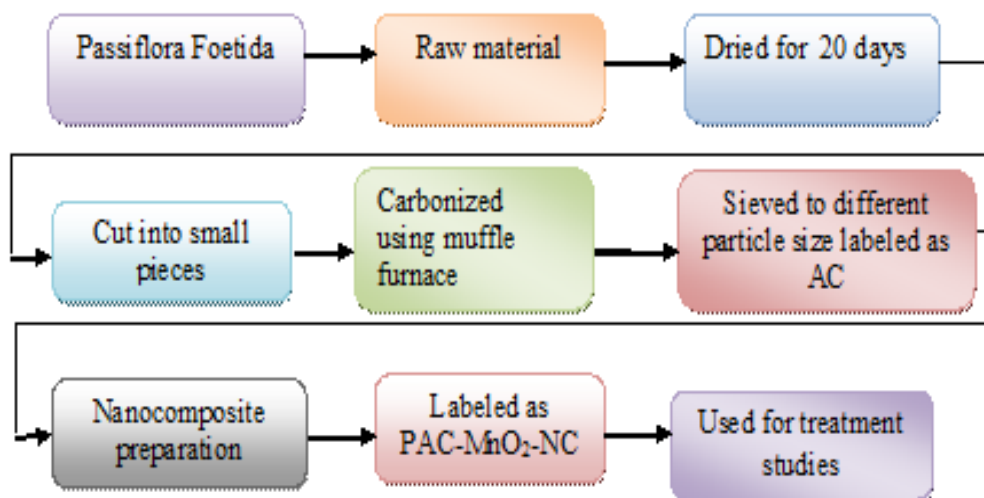 Passiflora Foetida
Raw material
Dried for 20 days
Cut into small
pieces
Carbonized
using muffle
furnace
Sieved to different
particle size labeled as
AC
Nanocomposite
preparation
Labeled as
PAC-MnO₂-NC
Used for treatment
studies